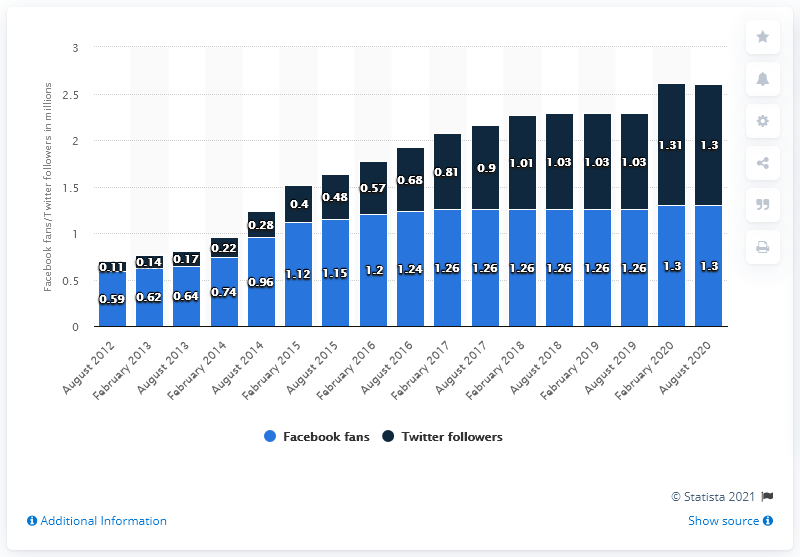 Facebook fans/Twitter followers in millions
3
2.5
2
1.5
1
0.5
0
0.11 0.14 0.17 0.22 0.28 0.4 0.48 0.57 0.68 0.81 0.9 1.01 1.03 1.03 1.03 1.31 1.3
0.59 0.62 0.64 0.74 0.96 1.12 1.15 1.2 1.24 1.26 1.26 1.26 1.26 1.26 1.26 1.3 1.3
August 2012
February 2013
August 2013
February 2014
August 2014
February 2015
August 2015
February 2016
August 2016
February 2017
August 2017
February 2018
August 2018
February 2019
August 2019
February 2020
August 2020
Facebook fans Twitter followers
© Statista 2021
Additional Information Show source